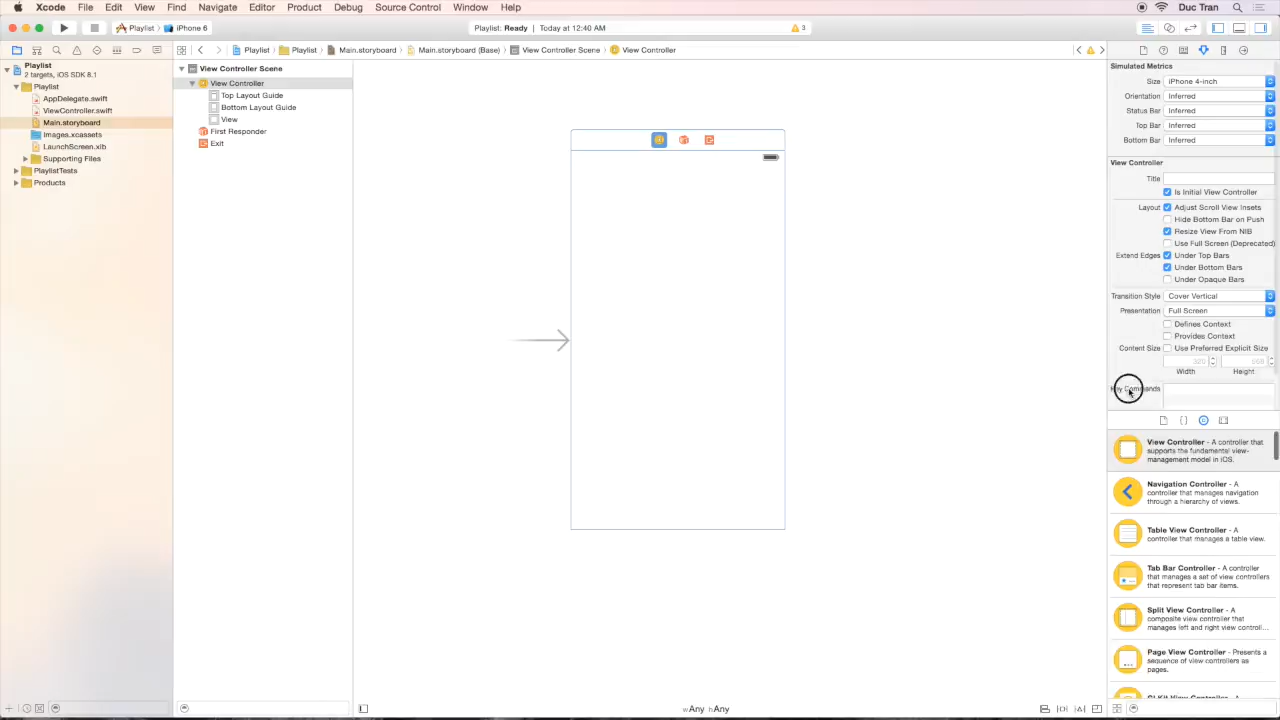 Xcode File Edit View Find Navigate Editor Product Debug Source Control Window Help Duc Tran
Playlist iPhone 6 Playlist: Ready Today at 12:40 AM 3
Playlist Playlist Main.storyboard Main.storyboard (Base) View Controller Scene View Controller
Playlist
2 targets, iOS SDK 8.1
Playlist
AppDelegate.swift
ViewController.swift
Main.storyboard
Images.xcassets
LaunchScreen.xib
Supporting Files
PlaylistTests
Products
View Controller Scene
View Controller
Top Layout Guide
Bottom Layout Guide
View
First Responder
Exit
wAny hAny
Simulated Metrics
Size iPhone 4-inch
Orientation Inferred
Status Bar Inferred
Top Bar Inferred
Bottom Bar Inferred
View Controller
Title
Is Initial View Controller
Layout Adjust Scroll View Insets
Hide Bottom Bar on Push
Resize View From NIB
Use Full Screen (Deprecated)
Extend Edges Under Top Bars
Under Bottom Bars
Under Opaque Bars
Transition Style Cover Vertical
Presentation Full Screen
Defines Context
Provides Context
Content Size Use Preferred Explicit Size
320 568
Width Height
Key Commands
View Controller - A controller that
supports the fundamental view-
management model in iOS.
Navigation Controller - A
controller that manages navigation
through a hierarchy of views.
Table View Controller - A
controller that manages a table view.
Tab Bar Controller - A controller
that manages a set of view controllers
that represent tab bar items.
Split View Controller - A
composite view controller that
manages left and right view controll...
Page View Controller - Presents a
sequence of view controllers as
pages.